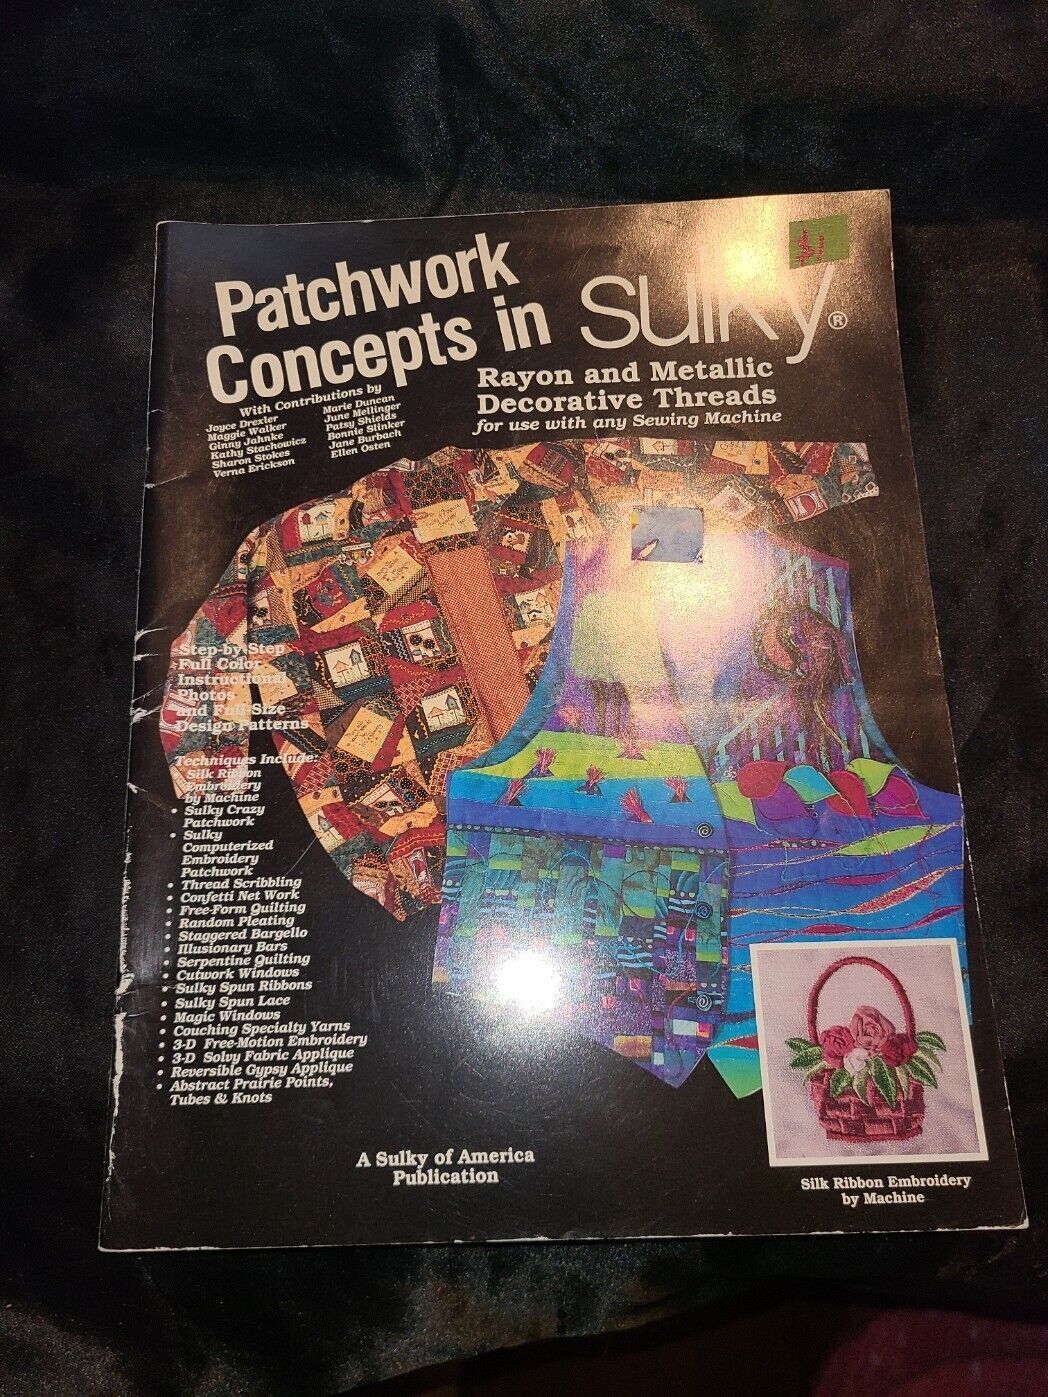 Patchwork
Concepts in sulky®
Rayon and Metallic
Decorative Threads
for use with any Sewing Machine
With Contributions by
Joyce Drexler
Maggie Walker
Ginny Jahnke
Kathy Stachowicz
Sharon Stokes
Verna Erickson
Marie Duncan
June Mellinger
Patsy Shields
Bonnie Slinker
Jane Burbach
Ellen Osten
Step-by-Step
Full Color
Instructional
Photos
and Full Size
Design Patterns
Techniques Include:
Silk Ribbon
Embroidery
by Machine
• Sulky Crazy
Patchwork
• Sulky
Computerized
Embroidery
Patchwork
• Thread Scribbling
• Confetti Net Work
• Free-Form Quilting
• Random Pleating
• Staggered Bargello
• Illusionary Bars
• Serpentine Quilting
• Cutwork Windows
• Sulky Spun Ribbons
• Sulky Spun Lace
• Magic Windows
• Couching Specialty Yarns
• 3-D Free-Motion Embroidery
• 3-D Solvy Fabric Applique
• Reversible Gypsy Applique
• Abstract Prairie Points,
Tubes & Knots
A Sulky of America
Publication
Silk Ribbon Embroidery
by Machine